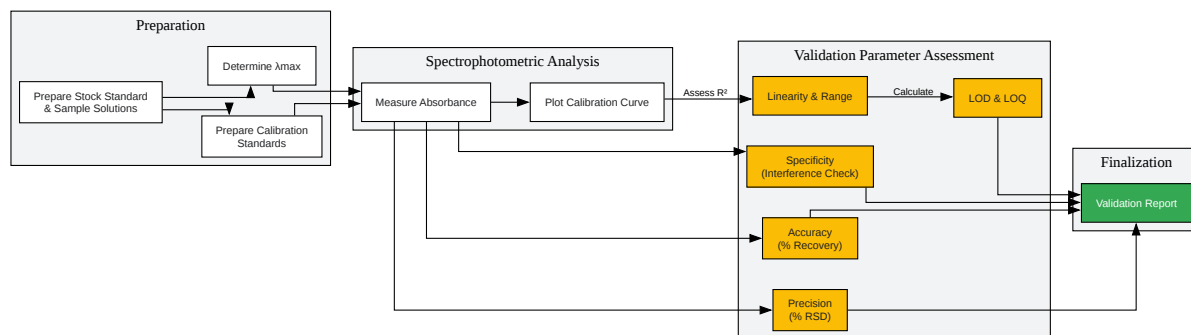 Preparation
Prepare Stock Standard
& Sample Solutions
Determine λmax
Prepare Calibration
Standards
Spectrophotometric Analysis
Measure Absorbance
Plot Calibration Curve
Assess R²
Validation Parameter Assessment
Linearity & Range
Calculate
LOD & LOQ
Specificity
(Interference Check)
Accuracy
(% Recovery)
Precision
(% RSD)
Finalization
Validation Report